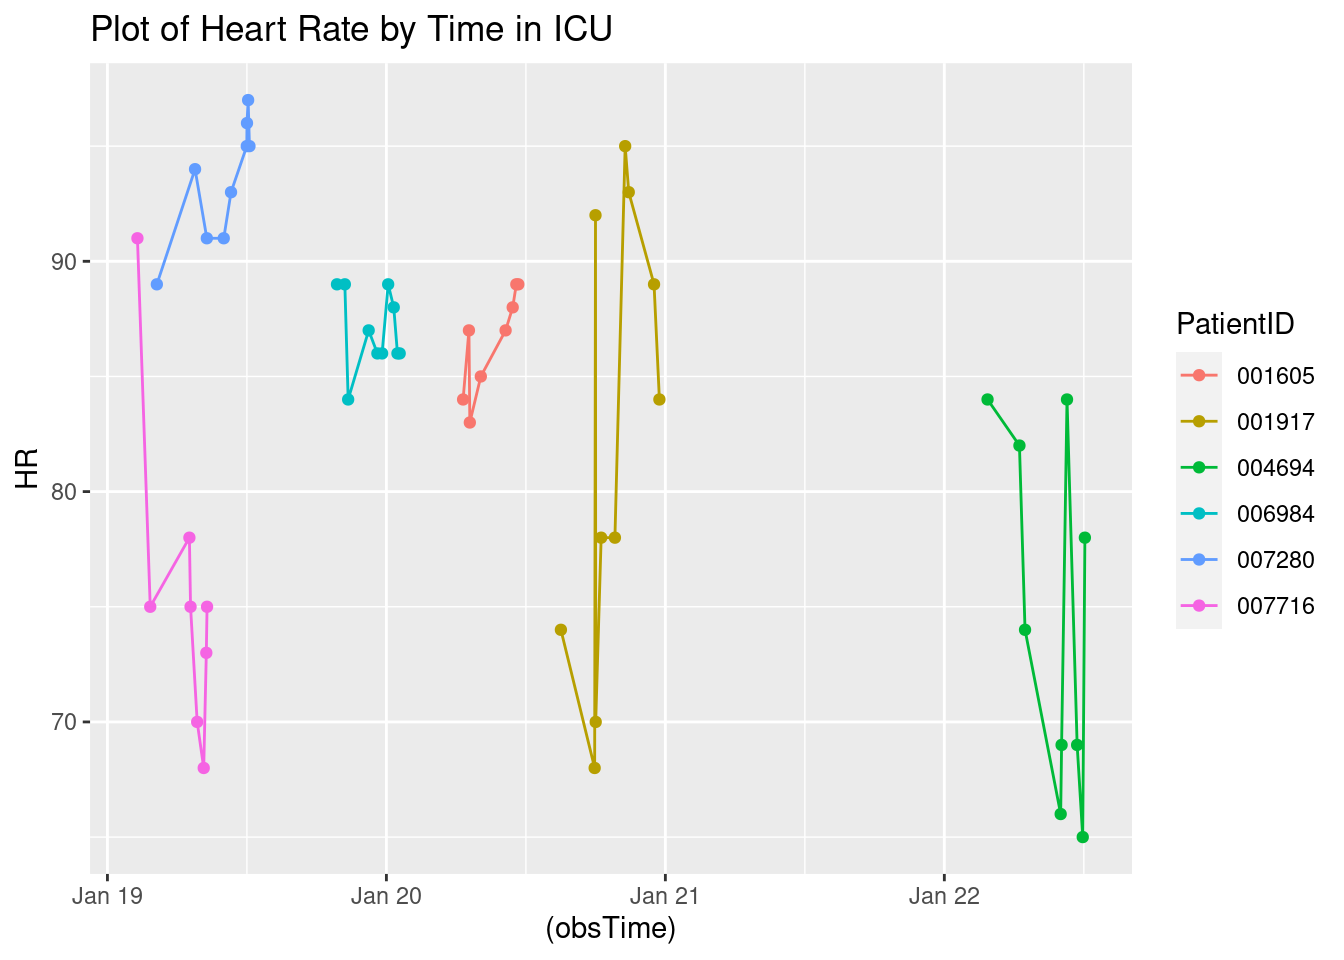 Plot of Heart Rate by Time in ICU
90
80
70
HR
Jan 19
Jan 20
Jan 21
Jan 22
(obsTime)
PatientID
001605
001917
004694
006984
007280
007716